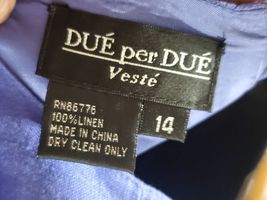 DUÉ per DUÉ
Vesté
RN86776
100%LINEN
MADE IN CHINA
DRY CLEAN ONLY
14